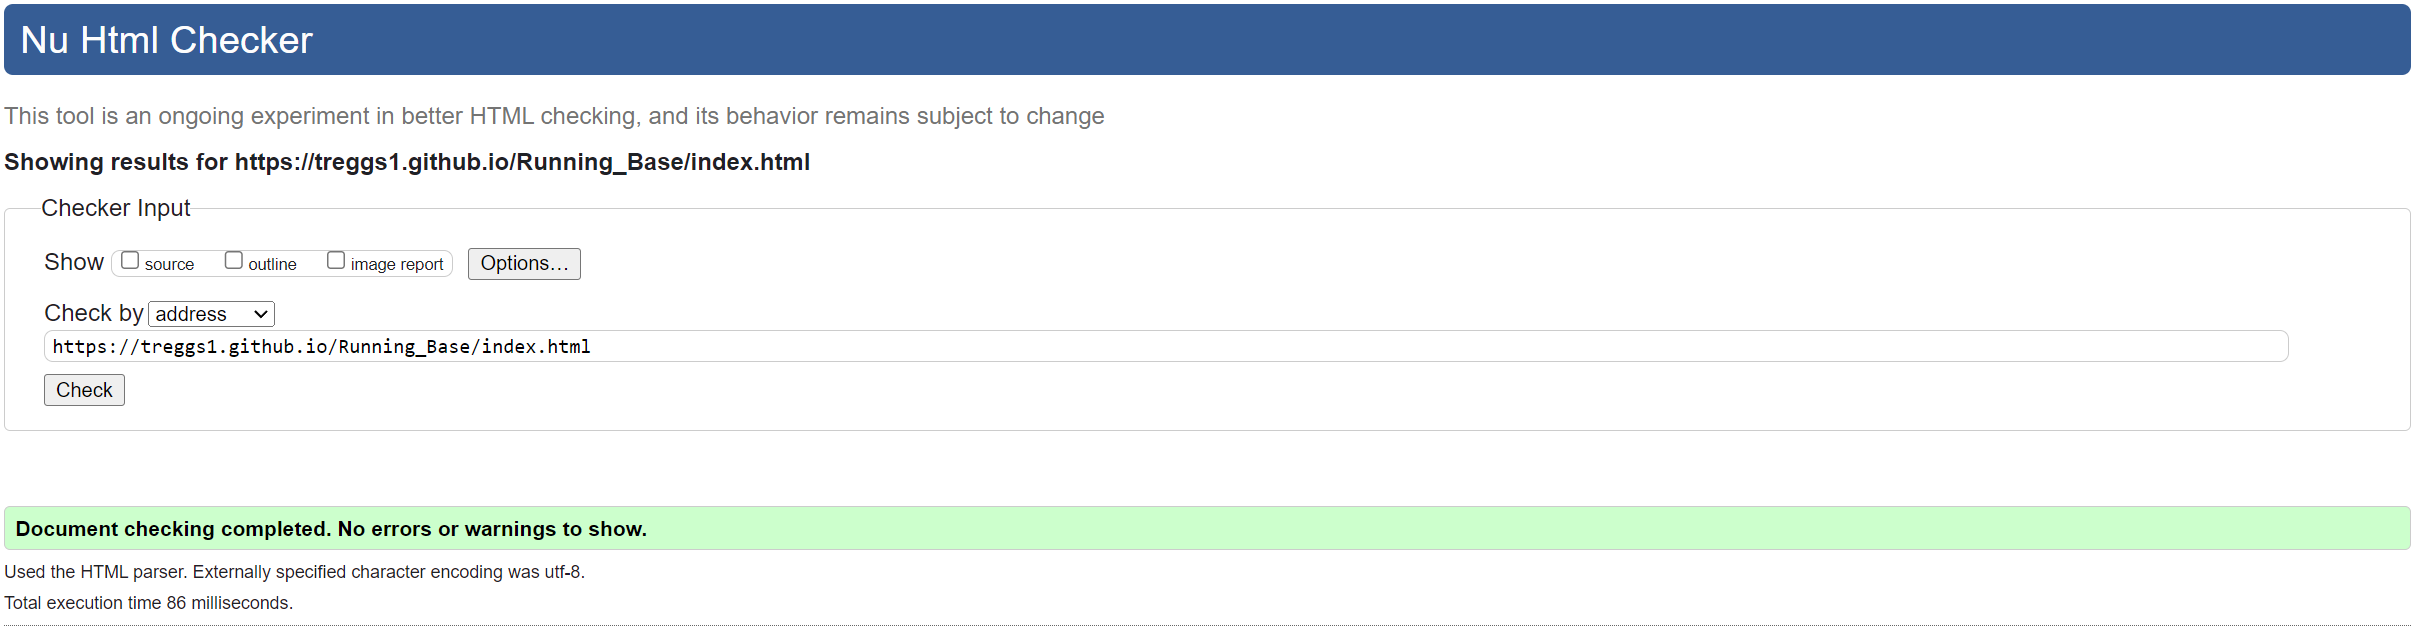 Nu Html Checker
This tool is an ongoing experiment in better HTML checking, and its behavior remains subject to change
Showing results for https://treggs1.github.io/Running_Base/index.html
Checker Input
Show source outline image report Options...
Check by address
https://treggs1.github.io/Running_Base/index.html
Check
Document checking completed. No errors or warnings to show.
Used the HTML parser. Externally specified character encoding was utf-8.
Total execution time 86 milliseconds.